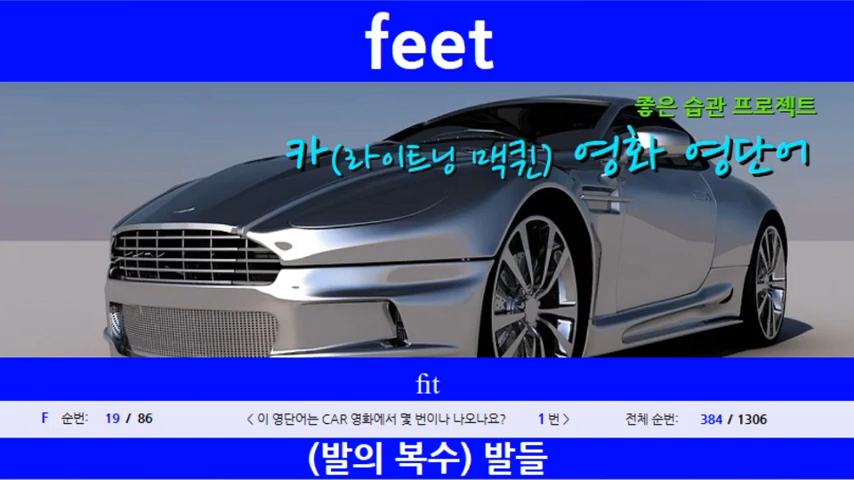 feet
좋은 습관 프로젝트
카(라이트닝 맥퀸) 영화 영단어
fit
F 순번: 19 / 86 < 이 영단어는 CAR 영화에서 몇 번이나 나오나요? 1 번 > 전체 순번: 384 / 1306
(발의 복수) 발들